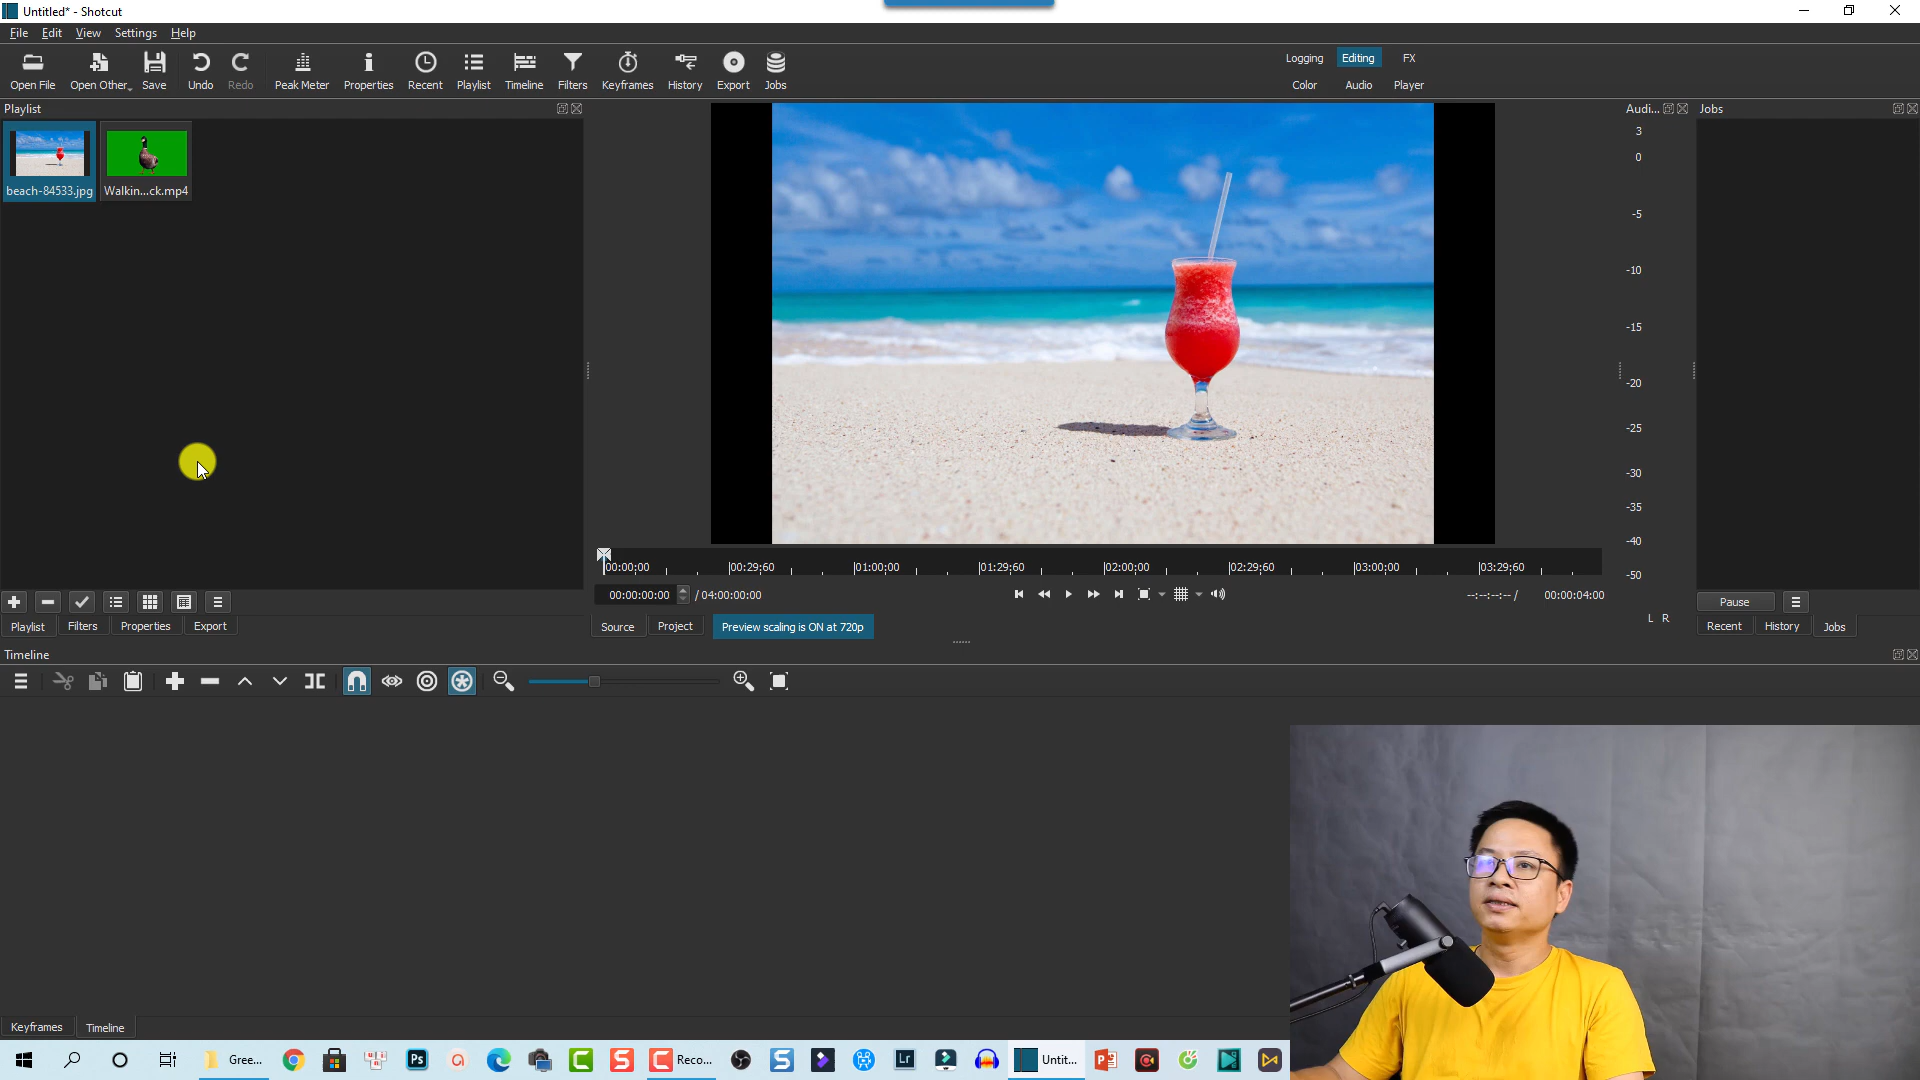 Untitled* - Shotcut
File Edit View Settings Help
Open File Open Other... Save Undo Redo Peak Meter Properties Recent Playlist Timeline Filters Keyframes History Export Jobs
Logging Editing FX
Color Audio Player
Playlist
beach-84533.jpg Walkin...ck.mp4
Audi...
3
0
-5
-10
-15
-20
-25
-30
-35
-40
-50
L R
Jobs
00:00;00 00:29;60 01:00;00 01:29;60 02:00;00 02:29;60 03:00;00 03:29;60
00:00:00:00 / 04:00:00:00 --:--:--:-- / 00:00:04:00
Playlist Filters Properties Export
Source Project Preview scaling is ON at 720p
Pause
Recent History Jobs
Timeline
Keyframes Timeline
Gree... Ps Reco... Lr Untit...